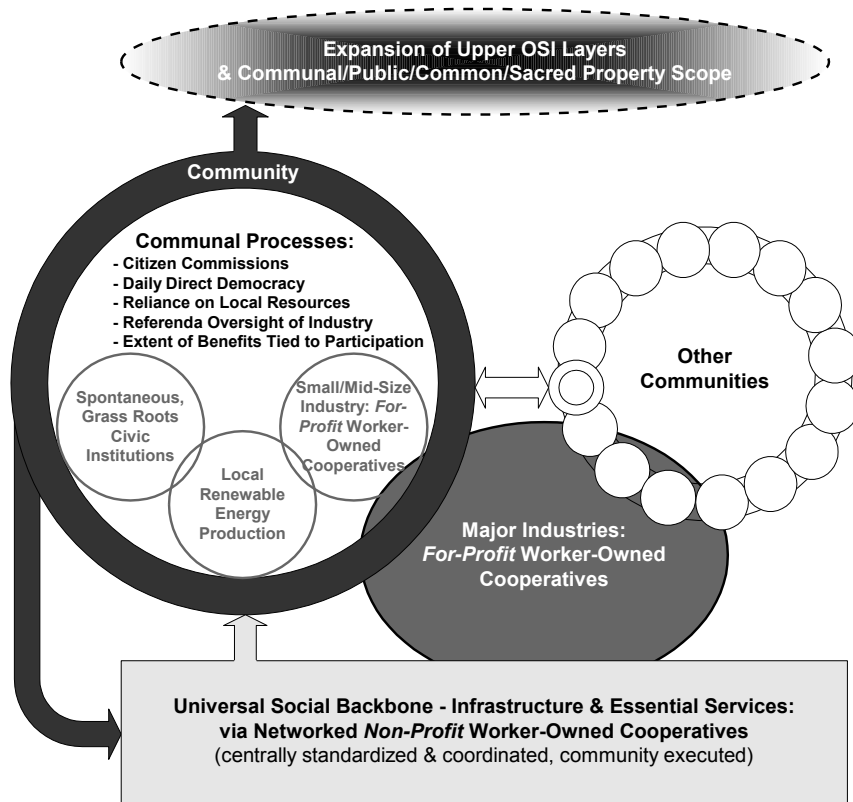 Expansion of Upper OSI Layers
& Communal/Public/Common/Sacred Property Scope
Community
Communal Processes:
- Citizen Commissions
- Daily Direct Democracy
- Reliance on Local Resources
- Referenda Oversight of Industry
- Extent of Benefits Tied to Participation
Spontaneous,
Grass Roots
Civic
Institutions
Local
Renewable
Energy
Production
Small/Mid-Size
Industry: For-
Profit Worker-
Owned
Cooperatives
Other
Communities
Major Industries:
For-Profit Worker-Owned
Cooperatives
Universal Social Backbone - Infrastructure & Essential Services:
via Networked Non-Profit Worker-Owned Cooperatives
(centrally standardized & coordinated, community executed)